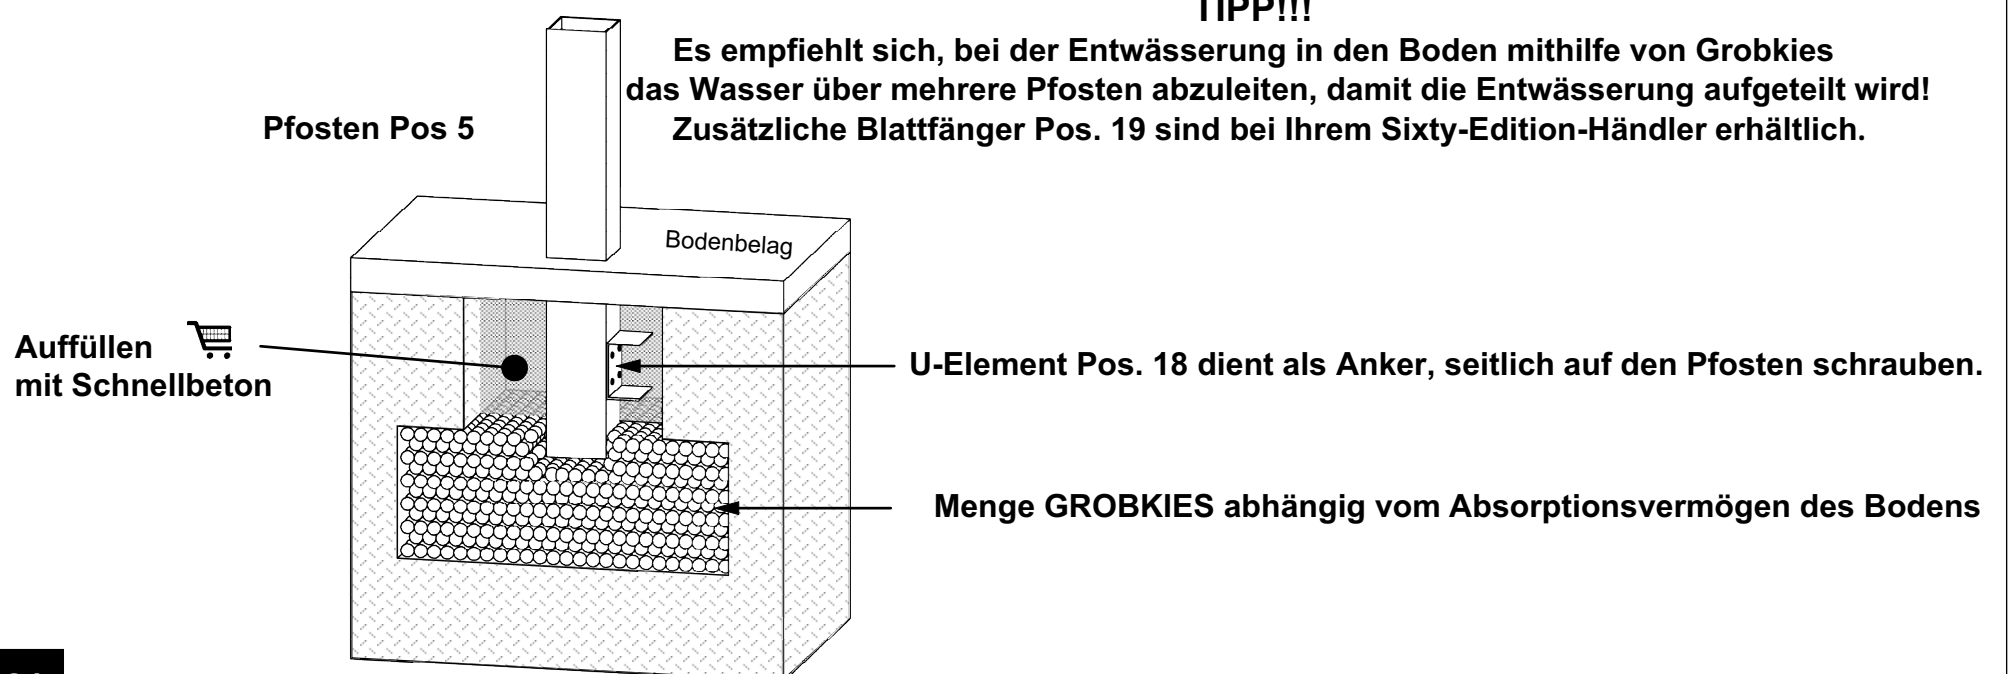 TIPP!!!
Es empfiehlt sich, bei der Entwässerung in den Boden mithilfe von Grobkies
das Wasser über mehrere Pfosten abzuleiten, damit die Entwässerung aufgeteilt wird!
Zusätzliche Blattfänger Pos. 19 sind bei Ihrem Sixty-Edition-Händler erhältlich.
Pfosten Pos 5
Bodenbelag
Auffüllen
mit Schnellbeton
U-Element Pos. 18 dient als Anker, seitlich auf den Pfosten schrauben.
Menge GROBKIES abhängig vom Absorptionsvermögen des Bodens